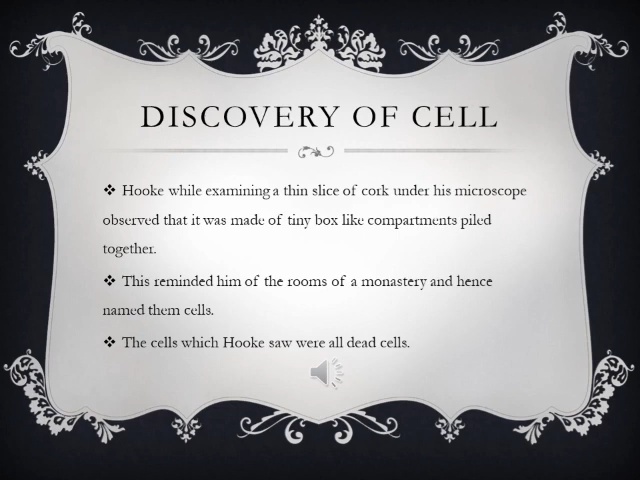 DISCOVERY OF CELL
❖ Hooke while examining a thin slice of cork under his microscope
observed that it was made of tiny box like compartments piled
together.
❖ This reminded him of the rooms of a monastery and hence
named them cells.
❖ The cells which Hooke saw were all dead cells.